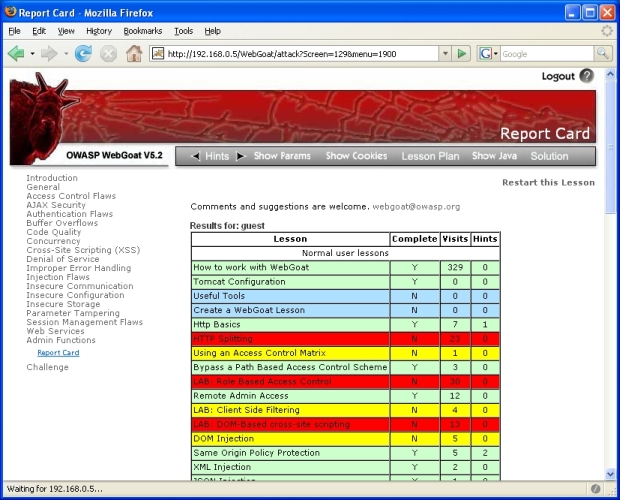 Report Card - Mozilla Firefox
File Edit View History Bookmarks Tools Help
http://192.168.0.5/WebGoat/attack?Screen=129&menu=1900
Google
Logout ?
Report Card
OWASP WebGoat V5.2
Hints Show Params Show Cookies Lesson Plan Show Java Solution
Introduction
General
Access Control Flaws
AJAX Security
Authentication Flaws
Buffer Overflows
Code Quality
Concurrency
Cross-Site Scripting (XSS)
Denial of Service
Improper Error Handling
Injection Flaws
Insecure Communication
Insecure Configuration
Insecure Storage
Parameter Tampering
Session Management Flaws
Web Services
Admin Functions
Report Card
Challenge
Restart this Lesson
Comments and suggestions are welcome. webgoat@owasp.org
Results for: guest
Lesson Complete Visits Hints
Normal user lessons
How to work with WebGoat Y 329 0
Tomcat Configuration Y 0 0
Useful Tools N 0 0
Create a WebGoat Lesson N 0 0
Http Basics Y 7 1
HTTP Splitting N 23 0
Using an Access Control Matrix N 1 0
Bypass a Path Based Access Control Scheme Y 3 0
LAB: Role Based Access Control N 30 0
Remote Admin Access Y 12 0
LAB: Client Side Filtering N 4 0
LAB: DOM-Based cross-site scripting N 13 0
DOM Injection N 5 0
Same Origin Policy Protection Y 5 2
XML Injection Y 2 0
JSON Injection Y 1 0
Waiting for 192.168.0.5...